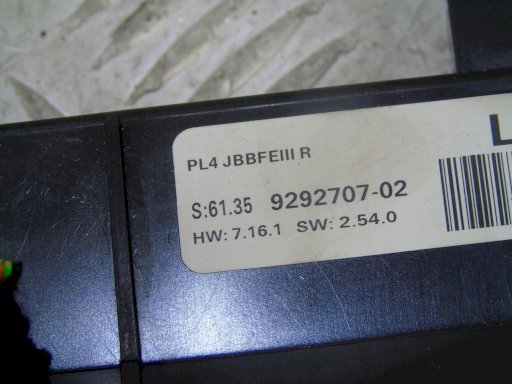 PL4 JBBFEIII R
S:61.35 9292707-02
HW: 7.16.1 SW: 2.54.0